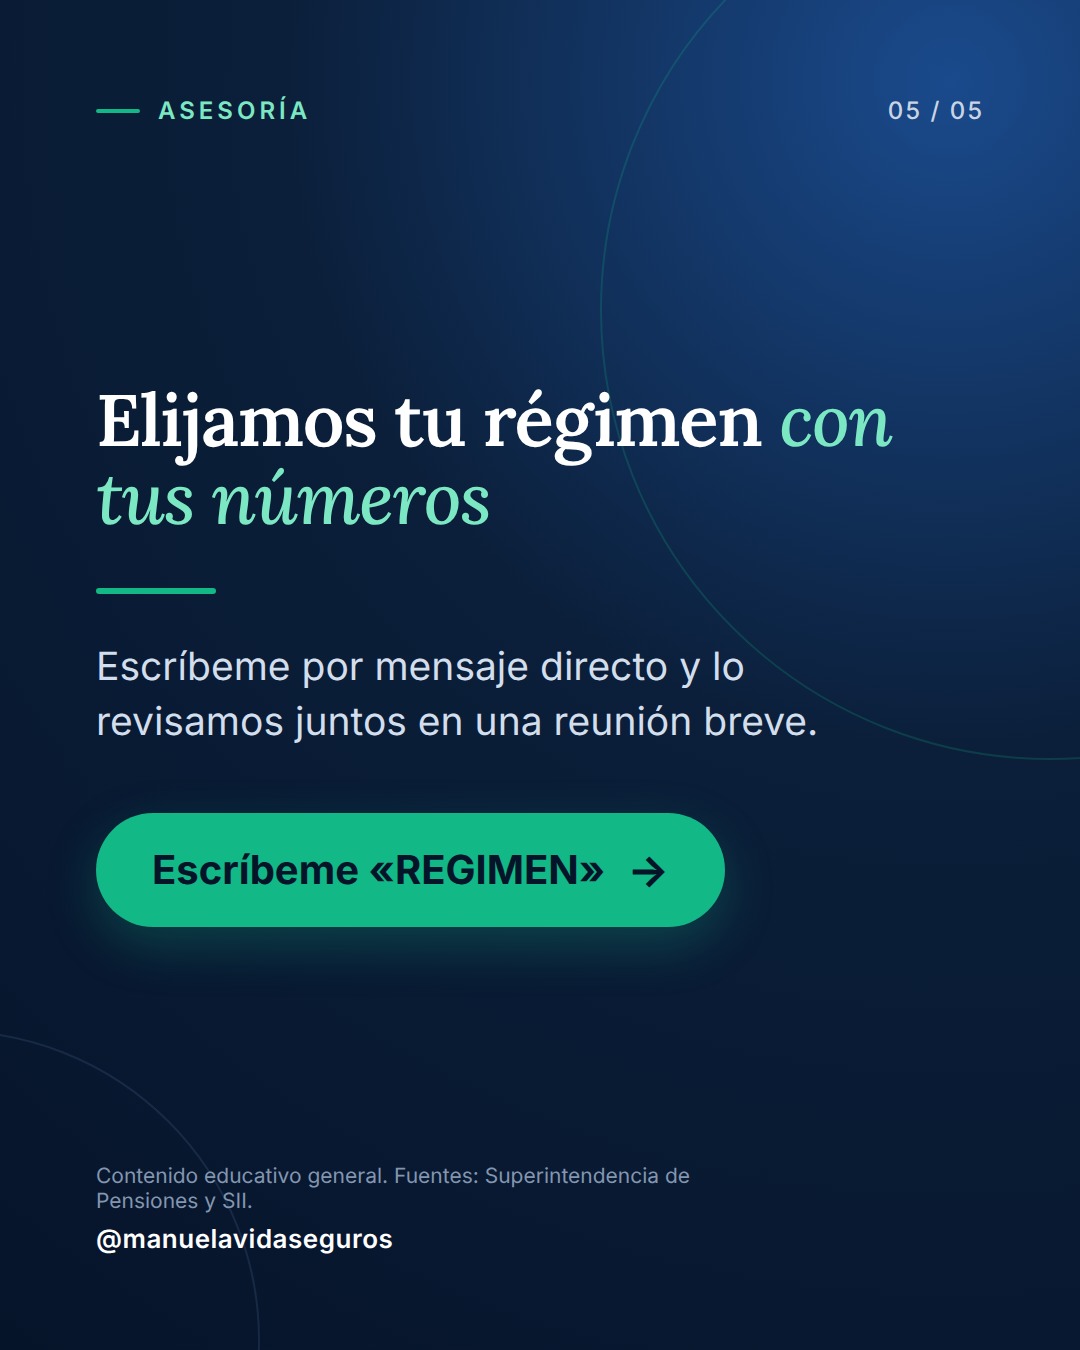 ASESORÍA
05 / 05
Elijamos tu régimen con
tus números
Escríbeme por mensaje directo y lo
revisamos juntos en una reunión breve.
Escríbeme «REGIMEN» →
Contenido educativo general. Fuentes: Superintendencia de
Pensiones y SII.
@manuelavidaseguros